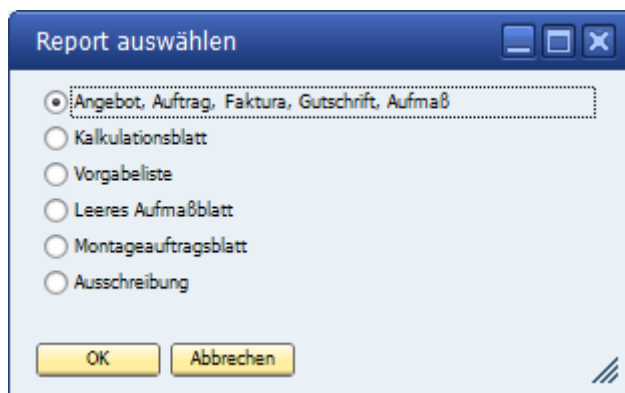 Report auswählen
Angebot, Auftrag, Faktura, Gutschrift, Aufmaß
Kalkulationsblatt
Vorgabeliste
Leeres Aufmaßblatt
Montageauftragsblatt
Ausschreibung
OK
Abbrechen